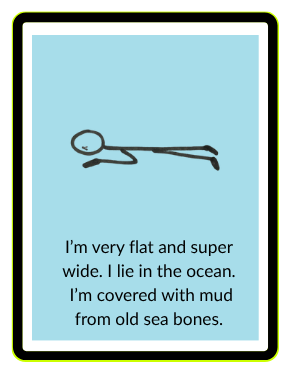 I’m very flat and super
wide. I lie in the ocean.
I’m covered with mud
from old sea bones.